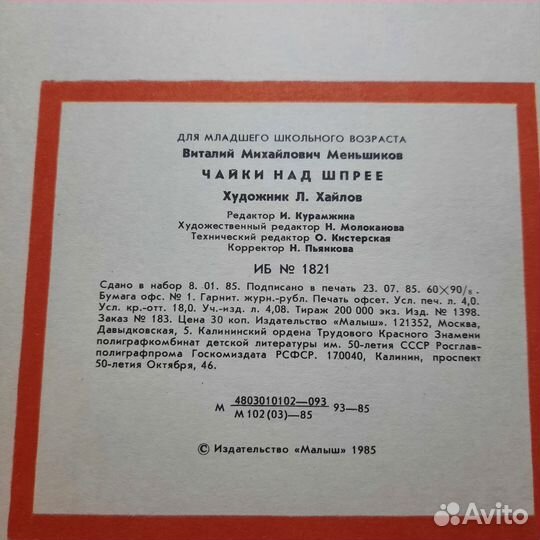 ДЛЯ МЛАДШЕГО ШКОЛЬНОГО ВОЗРАСТА
Виталий Михайлович Меньшиков
ЧАЙКИ НАД ШПРЕЕ
Художник Л. Хайлов
Редактор И. Курамжина
Художественный редактор Н. Молоканова
Технический редактор О. Кистерская
Корректор Н. Пьянкова
ИБ № 1821
Сдано в набор 8. 01. 85. Подписано в печать 23. 07. 85. 60×90/₈.
Бумага офс. № 1. Гарнит. журн.-рубл. Печать офсет. Усл. печ. л. 4,0.
Усл. кр.-отт. 18,0. Уч.-изд. л. 4,08. Тираж 200 000 экз. Изд. № 1398.
Заказ № 183. Цена 30 коп. Издательство «Малыш». 121352, Москва,
Давыдковская, 5. Калининский ордена Трудового Красного Знамени
полиграфкомбинат детской литературы им. 50-летия СССР Росглав-
полиграфпрома Госкомиздата РСФСР. 170040, Калинин, проспект
50-летия Октября, 46.
М 4803010102—093 93—85
М 102 (03)—85
© Издательство «Малыш» 1985
Avito